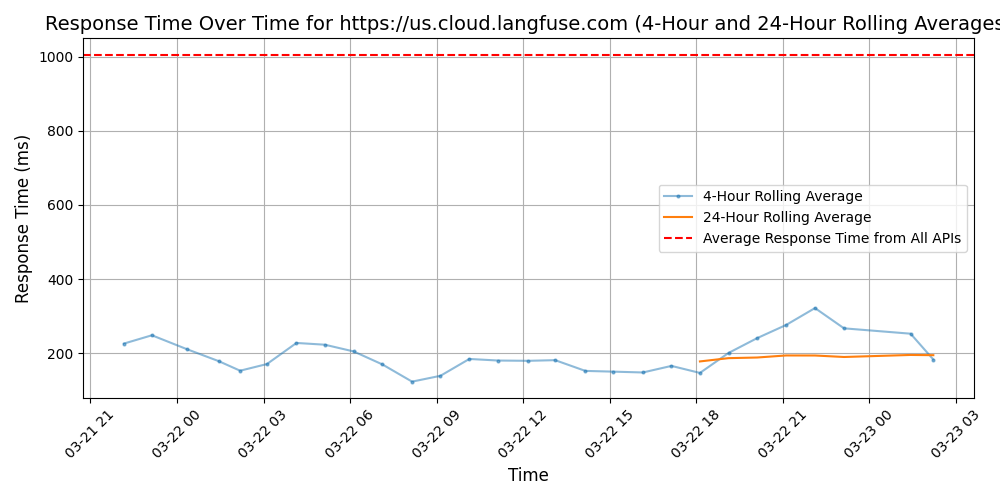 Response Time Over Time for https://us.cloud.langfuse.com (4-Hour and 24-Hour Rolling Averages
Response Time (ms)
1000
800
600
400
200
4-Hour Rolling Average
24-Hour Rolling Average
Average Response Time from All APIs
03-21 21
03-22 00
03-22 03
03-22 06
03-22 09
03-22 12
03-22 15
03-22 18
03-22 21
03-23 00
03-23 03
Time